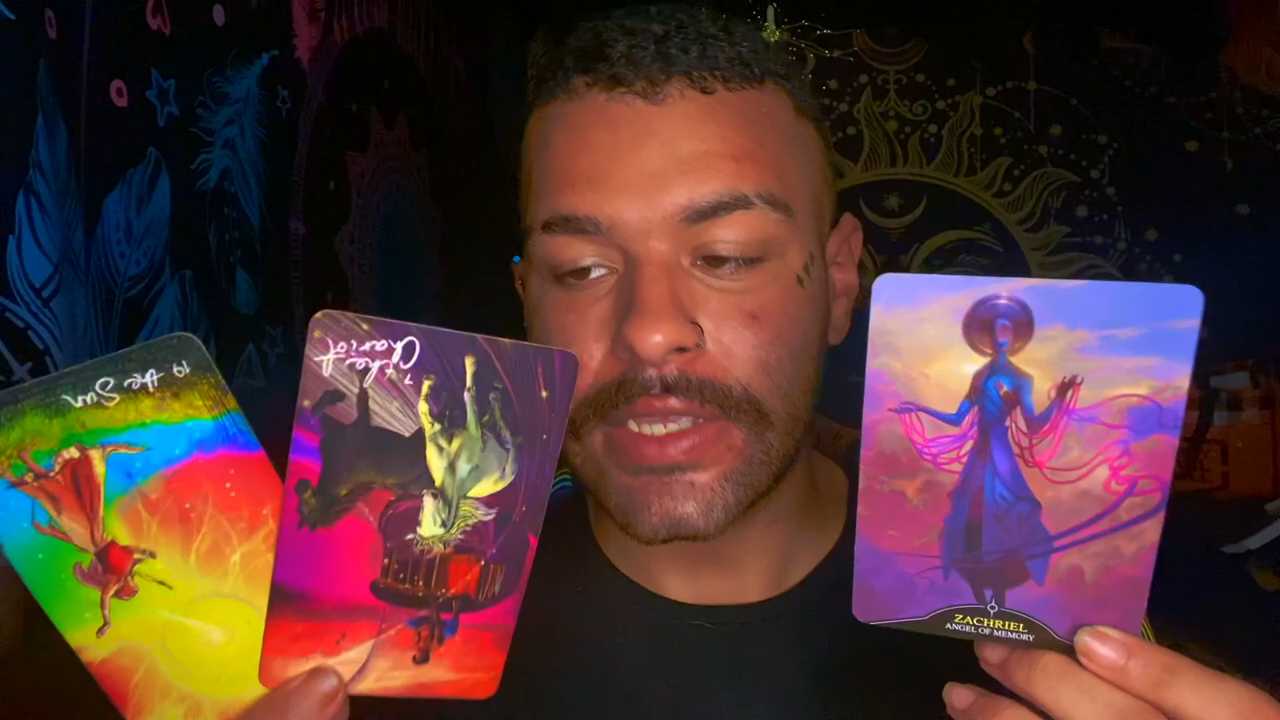 19 the Sun
7 the
Chariot
ZACHRIEL
ANGEL OF MEMORY